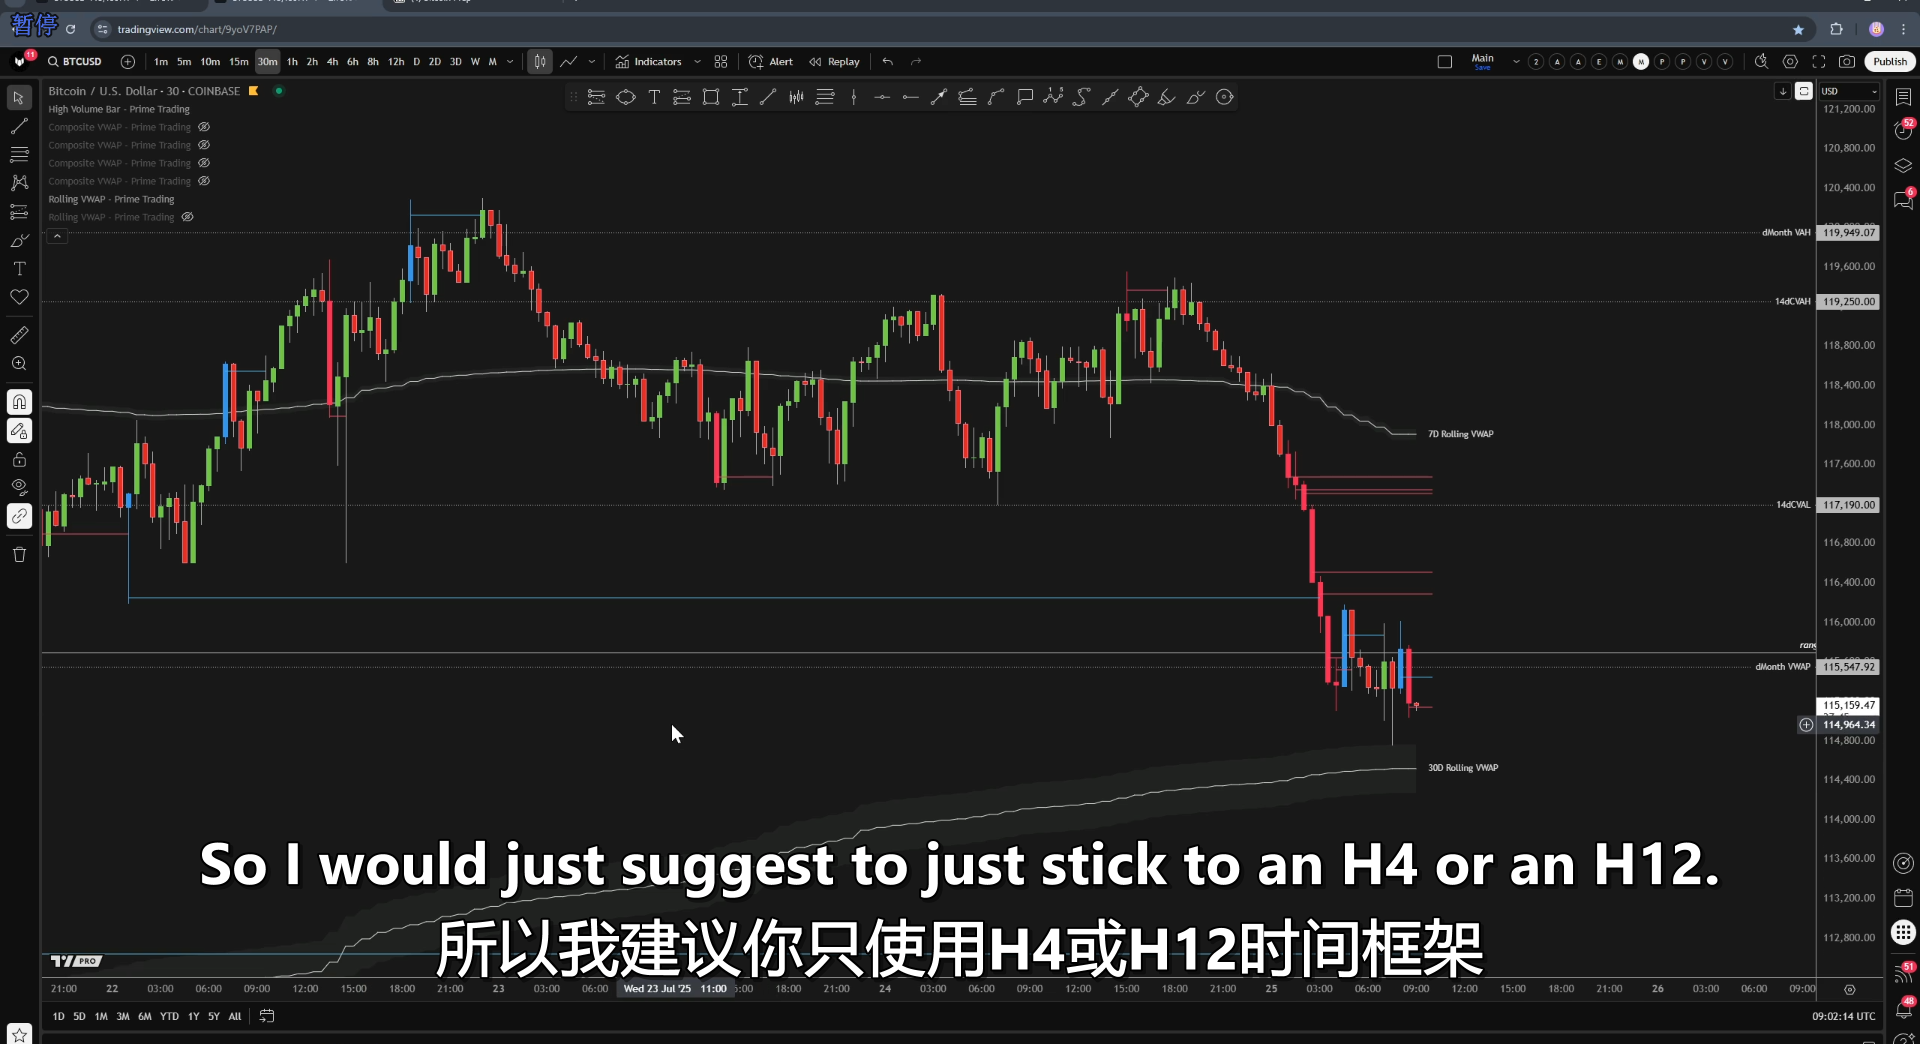 暂停
tradingview.com/chart/9yoV7PAP/
11
BTCUSD
1m 5m 10m 15m 30m 1h 2h 4h 6h 8h 12h D 2D 3D W M
Indicators
Alert
Replay
Main
Save
2 A A E M M P P V V
Publish
Bitcoin / U.S. Dollar · 30 · COINBASE
High Volume Bar - Prime Trading
Composite VWAP - Prime Trading
Composite VWAP - Prime Trading
Composite VWAP - Prime Trading
Composite VWAP - Prime Trading
Rolling VWAP - Prime Trading
Rolling VWAP - Prime Trading
USD
121,200.00
120,800.00
120,400.00
dMonth VAH 119,949.07
119,600.00
14dCVAH 119,250.00
118,800.00
118,400.00
118,000.00
7D Rolling VWAP
117,600.00
14dCVAL 117,190.00
116,800.00
116,400.00
116,000.00
rang
dMonth VWAP 115,547.92
115,159.47
114,964.34
114,800.00
30D Rolling VWAP
114,400.00
114,000.00
113,600.00
113,200.00
112,800.00
52
6
51
48
So I would just suggest to just stick to an H4 or an H12.
所以我建议你只使用H4或H12时间框架
TV PRO
21:00 22 03:00 06:00 09:00 12:00 15:00 18:00 21:00 23 03:00 06:00 Wed 23 Jul '25 11:00 18:00 21:00 24 03:00 06:00 09:00 12:00 15:00 18:00 21:00 25 03:00 06:00 09:00 12:00 15:00 18:00 21:00 26 03:00 06:00 09:00
1D 5D 1M 3M 6M YTD 1Y 5Y All
09:02:14 UTC